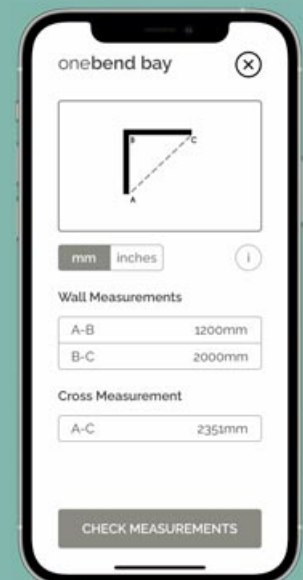 onebend bay
B
C
A
mm inches i
Wall Measurements
A-B 1200mm
B-C 2000mm
Cross Measurement
A-C 2351mm
CHECK MEASUREMENTS